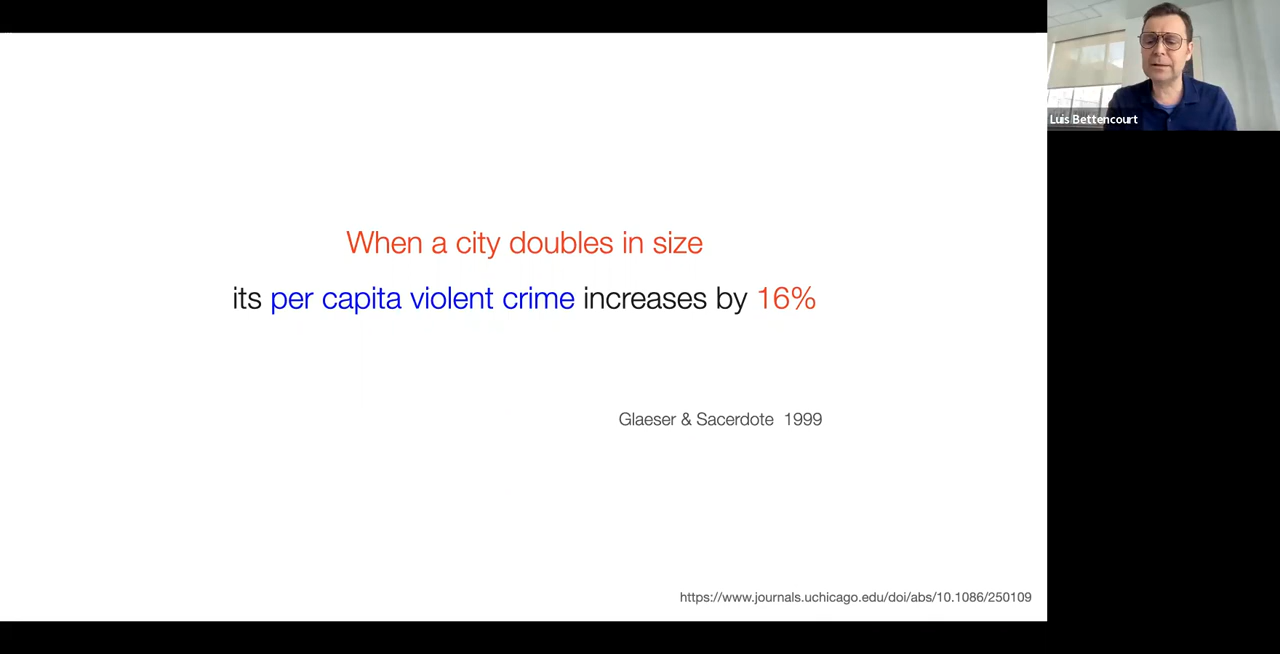 When a city doubles in size
its per capita violent crime increases by 16%
Glaeser & Sacerdote 1999
https://www.journals.uchicago.edu/doi/abs/10.1086/250109
Luis Bettencourt